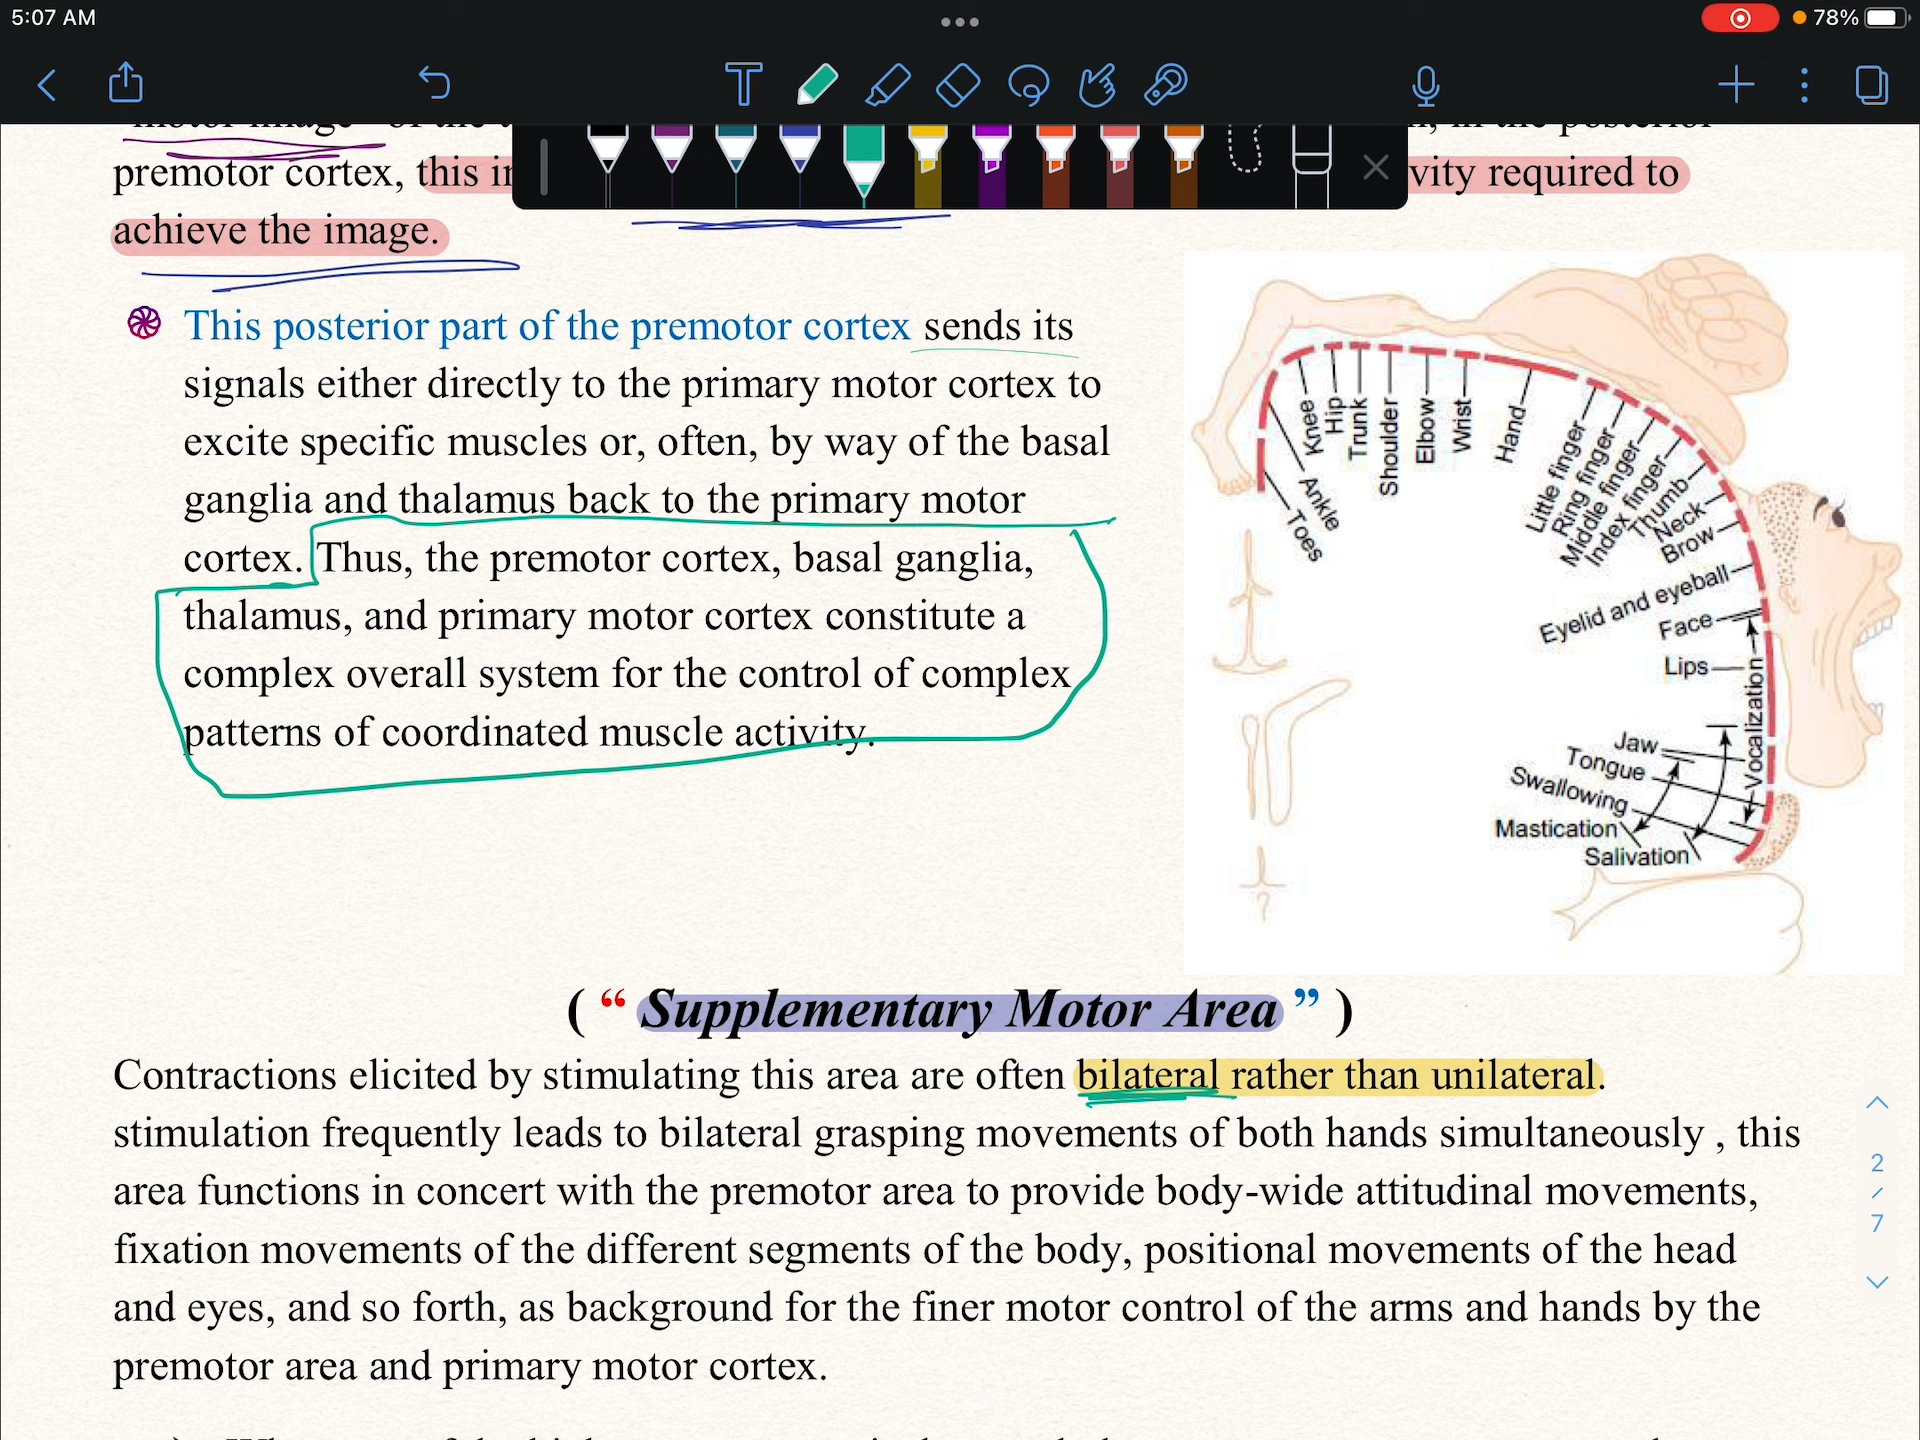 5:07 AM
78%
premotor cortex, this
vity required to
achieve the image.
This posterior part of the premotor cortex sends its
signals either directly to the primary motor cortex to
excite specific muscles or, often, by way of the basal
ganglia and thalamus back to the primary motor
cortex. Thus, the premotor cortex, basal ganglia,
thalamus, and primary motor cortex constitute a
complex overall system for the control of complex
patterns of coordinated muscle activity.
Toes
Ankle
Knee
Hip
Trunk
Shoulder
Elbow
Wrist
Hand
Little finger
Ring finger
Middle finger
Index finger
Thumb
Neck
Brow
Eyelid and eyeball
Face
Lips
Vocalization
Jaw
Tongue
Swallowing
Mastication
Salivation
?
( “ Supplementary Motor Area ” )
Contractions elicited by stimulating this area are often bilateral rather than unilateral.
stimulation frequently leads to bilateral grasping movements of both hands simultaneously , this
area functions in concert with the premotor area to provide body-wide attitudinal movements,
fixation movements of the different segments of the body, positional movements of the head
and eyes, and so forth, as background for the finer motor control of the arms and hands by the
premotor area and primary motor cortex.
2
/
7